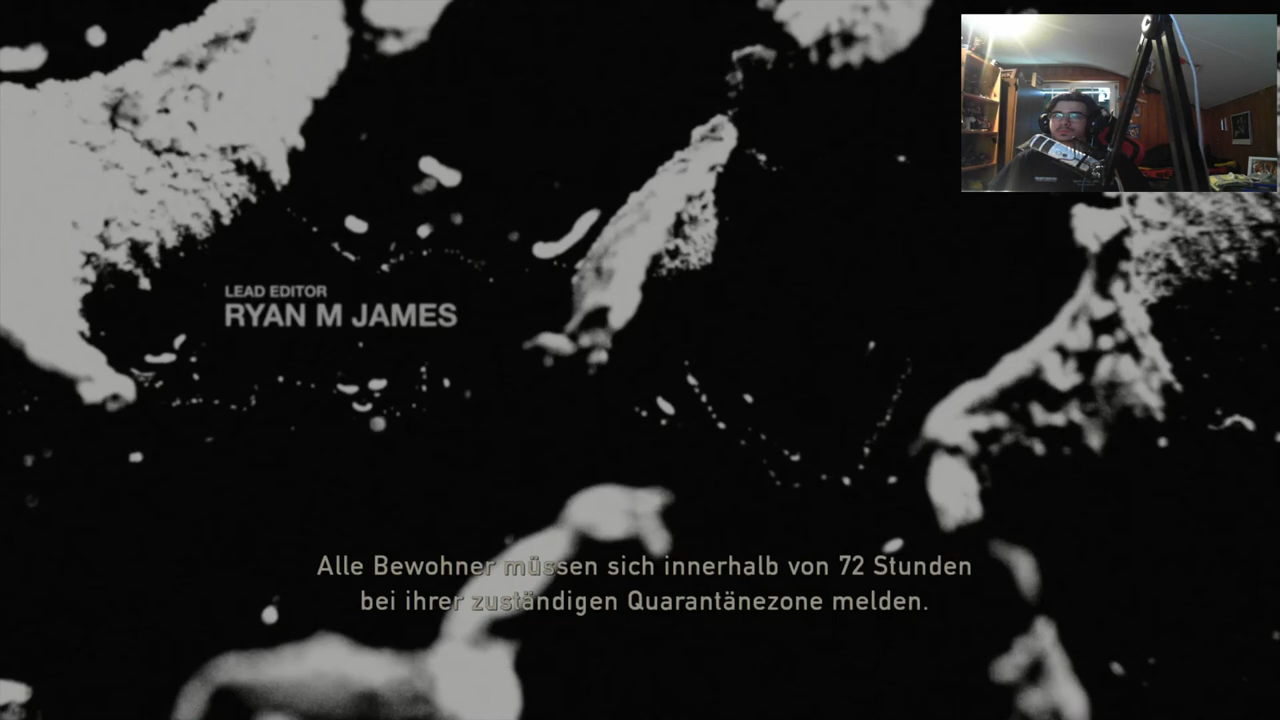 LEAD EDITOR
RYAN M JAMES
Alle Bewohner müssen sich innerhalb von 72 Stunden
bei ihrer zuständigen Quarantänezone melden.